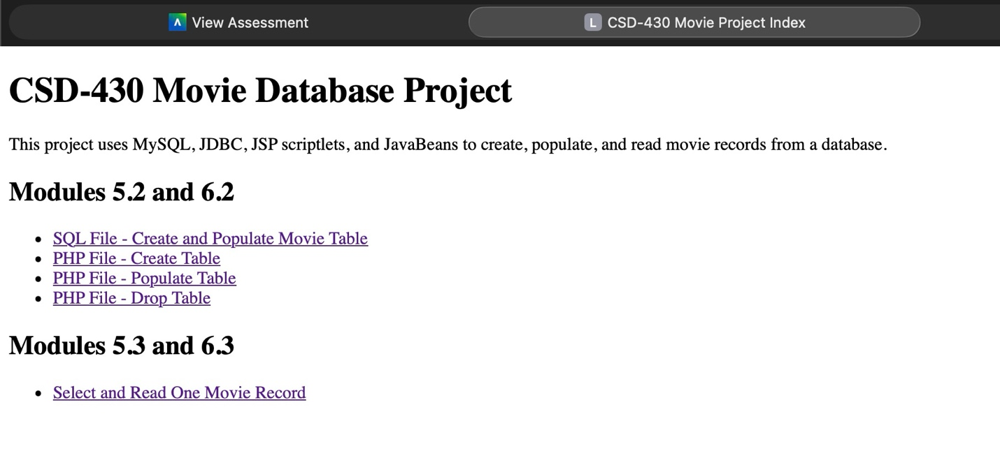 View Assessment
L CSD-430 Movie Project Index
CSD-430 Movie Database Project
This project uses MySQL, JDBC, JSP scriptlets, and JavaBeans to create, populate, and read movie records from a database.
Modules 5.2 and 6.2
• SQL File - Create and Populate Movie Table
• PHP File - Create Table
• PHP File - Populate Table
• PHP File - Drop Table
Modules 5.3 and 6.3
• Select and Read One Movie Record